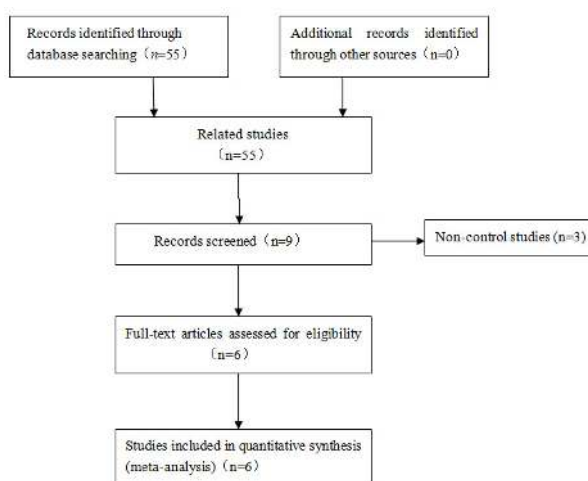 Records identified through
database searching（n=55）
Additional records identified
through other sources（n=0）
Related studies
（n=55）
Records screened（n=9）
Non-control studies (n=3)
Full-text articles assessed for eligibility
（n=6）
Studies included in quantitative synthesis
(meta-analysis)（n=6）